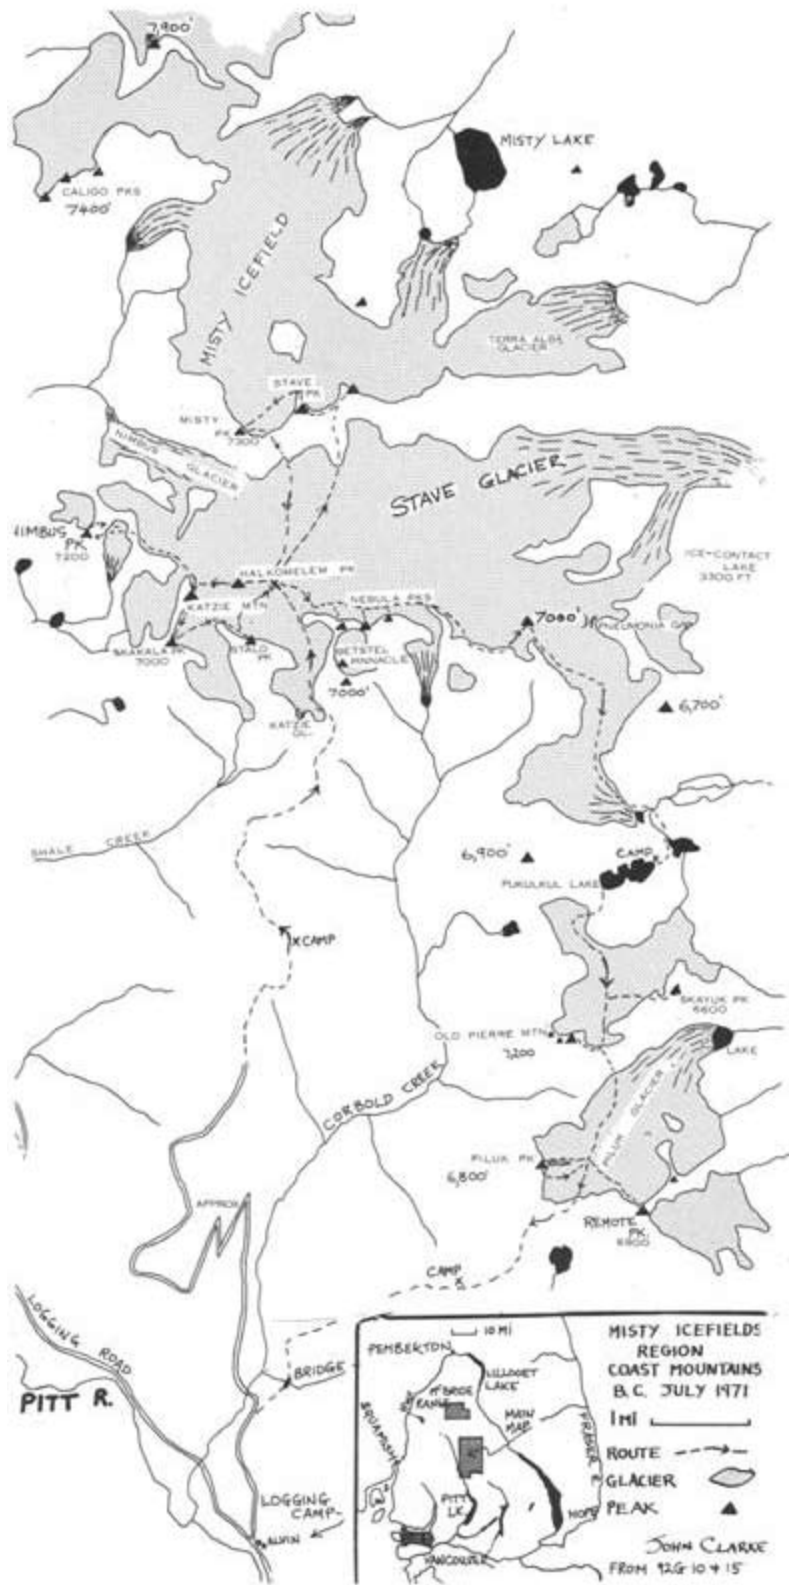 7,900'
MISTY LAKE
CALIGO PKS
7400'
MISTY ICEFIELD
TERRA ALBA
GLACIER
STAVE
PK
MISTY
PK
7300
NIMBUS GLACIER
STAVE GLACIER
NIMBUS
PK
7200
ICE-CONTACT
LAKE
3300 FT.
HALKOMELEM PK
KATZIE MTN
NEBULA PKS
7000'
PNEUMONIA
SKAKALA PK
7000
STALO
PK
BETSTEL
PINNACLE
7000'
KATZIE
GL.
6,700'
SHALE CREEK
6,900'
CAMP
PUKULKUL LAKE
X CAMP
SKAYUK PK
6600
OLD PIERRE MTN
7,200
LAKE
CORBOLD CREEK
PILUK GLACIER
PILUK PK
6,800'
REMOTE
PK.
APPROX
CAMP
X
LOGGING ROAD
BRIDGE
PITT R.
LOGGING
CAMP
ALVIN
10 MI
PEMBERTON
LILLOOET
LAKE
McBRIDE
RANGE
MAIN
MAP
SQUAMISH
FRASER R
PITT
LK
HOPE
VANCOUVER
MISTY ICEFIELDS
REGION
COAST MOUNTAINS
B.C. JULY 1971
1 MI
ROUTE
GLACIER
PEAK
JOHN CLARKE
FROM 92G 10 + 15